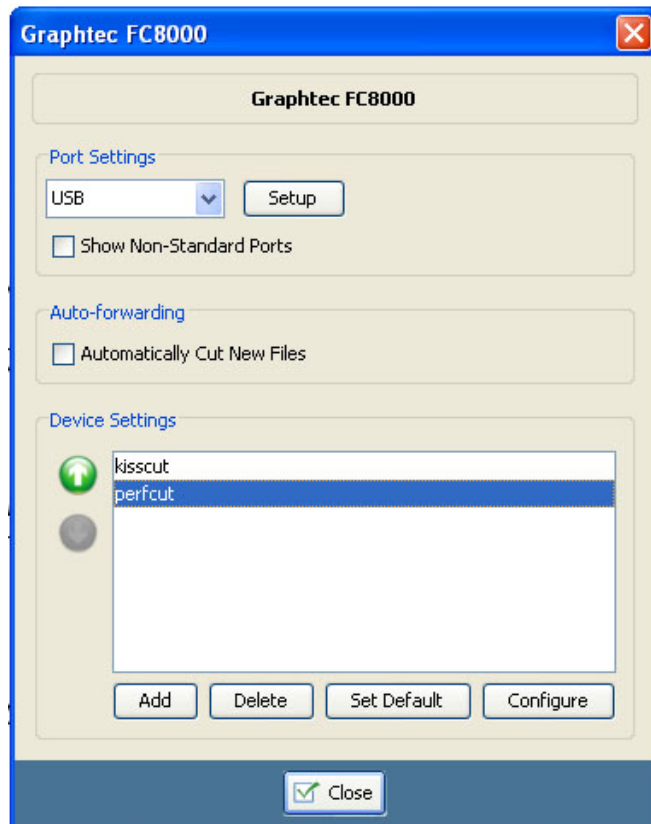 Graphtec FC8000
Graphtec FC8000
Port Settings
USB
Setup
Show Non-Standard Ports
Auto-forwarding
Automatically Cut New Files
Device Settings
kisscut
perfcut
Add
Delete
Set Default
Configure
Close